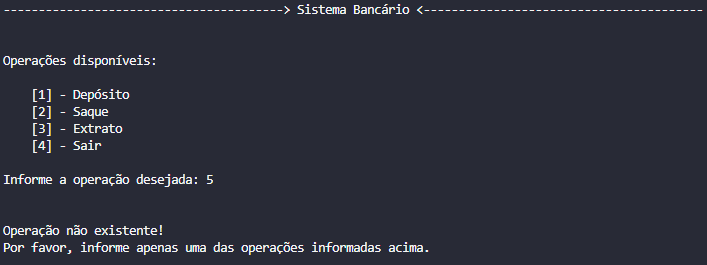 ----------------------------------------> Sistema Bancário <----------------------------------------
Operações disponíveis:
[1] - Depósito
[2] - Saque
[3] - Extrato
[4] - Sair
Informe a operação desejada: 5
Operação não existente!
Por favor, informe apenas uma das operações informadas acima.